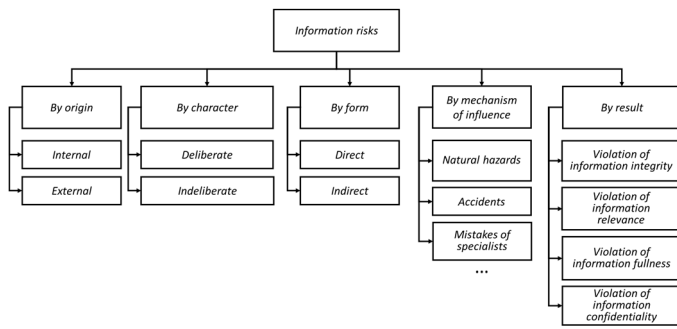 Information risks
By origin
Internal
External
By character
Deliberate
Indeliberate
By form
Direct
Indirect
By mechanism
of influence
Natural hazards
Accidents
Mistakes of
specialists
...
By result
Violation of
information integrity
Violation of
information
relevance
Violation of
information fullness
Violation of
information
confidentiality